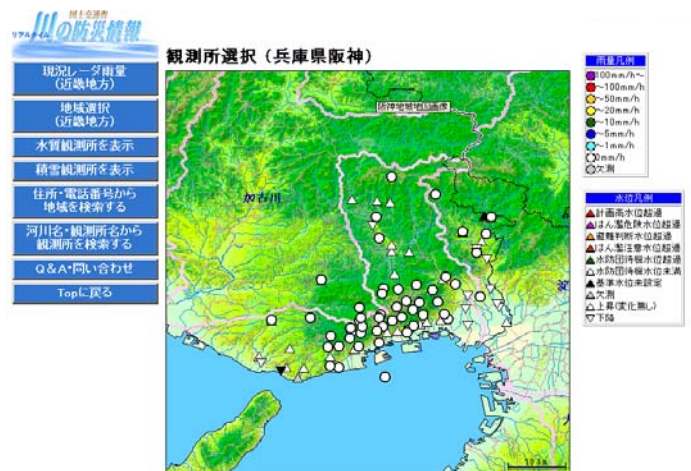 国土交通省
リアルタイム 川の防災情報
観測所選択（兵庫県阪神）
現況レーダ雨量
（近畿地方）
地域選択
（近畿地方）
水質観測所を表示
積雪観測所を表示
住所・電話番号から
地域を検索する
河川名・観測所名から
観測所を検索する
Q&A・問い合わせ
Topに戻る
阪神地域地図画像
加古川
雨量凡例
100mm/h～
～100mm/h
～50mm/h
～20mm/h
～10mm/h
～5mm/h
～1mm/h
0mm/h
欠測
水位凡例
計画高水位超過
はん濫危険水位超過
避難判断水位超過
はん濫注意水位超過
水防団待機水位超過
水防団待機水位未満
基準水位未設定
欠測
上昇(変化無し)
下降